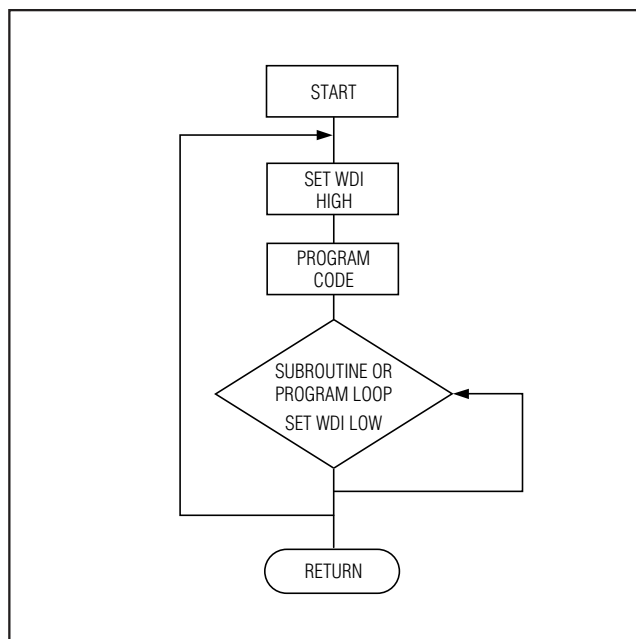 START
SET WDI
HIGH
PROGRAM
CODE
SUBROUTINE OR
PROGRAM LOOP
SET WDI LOW
RETURN